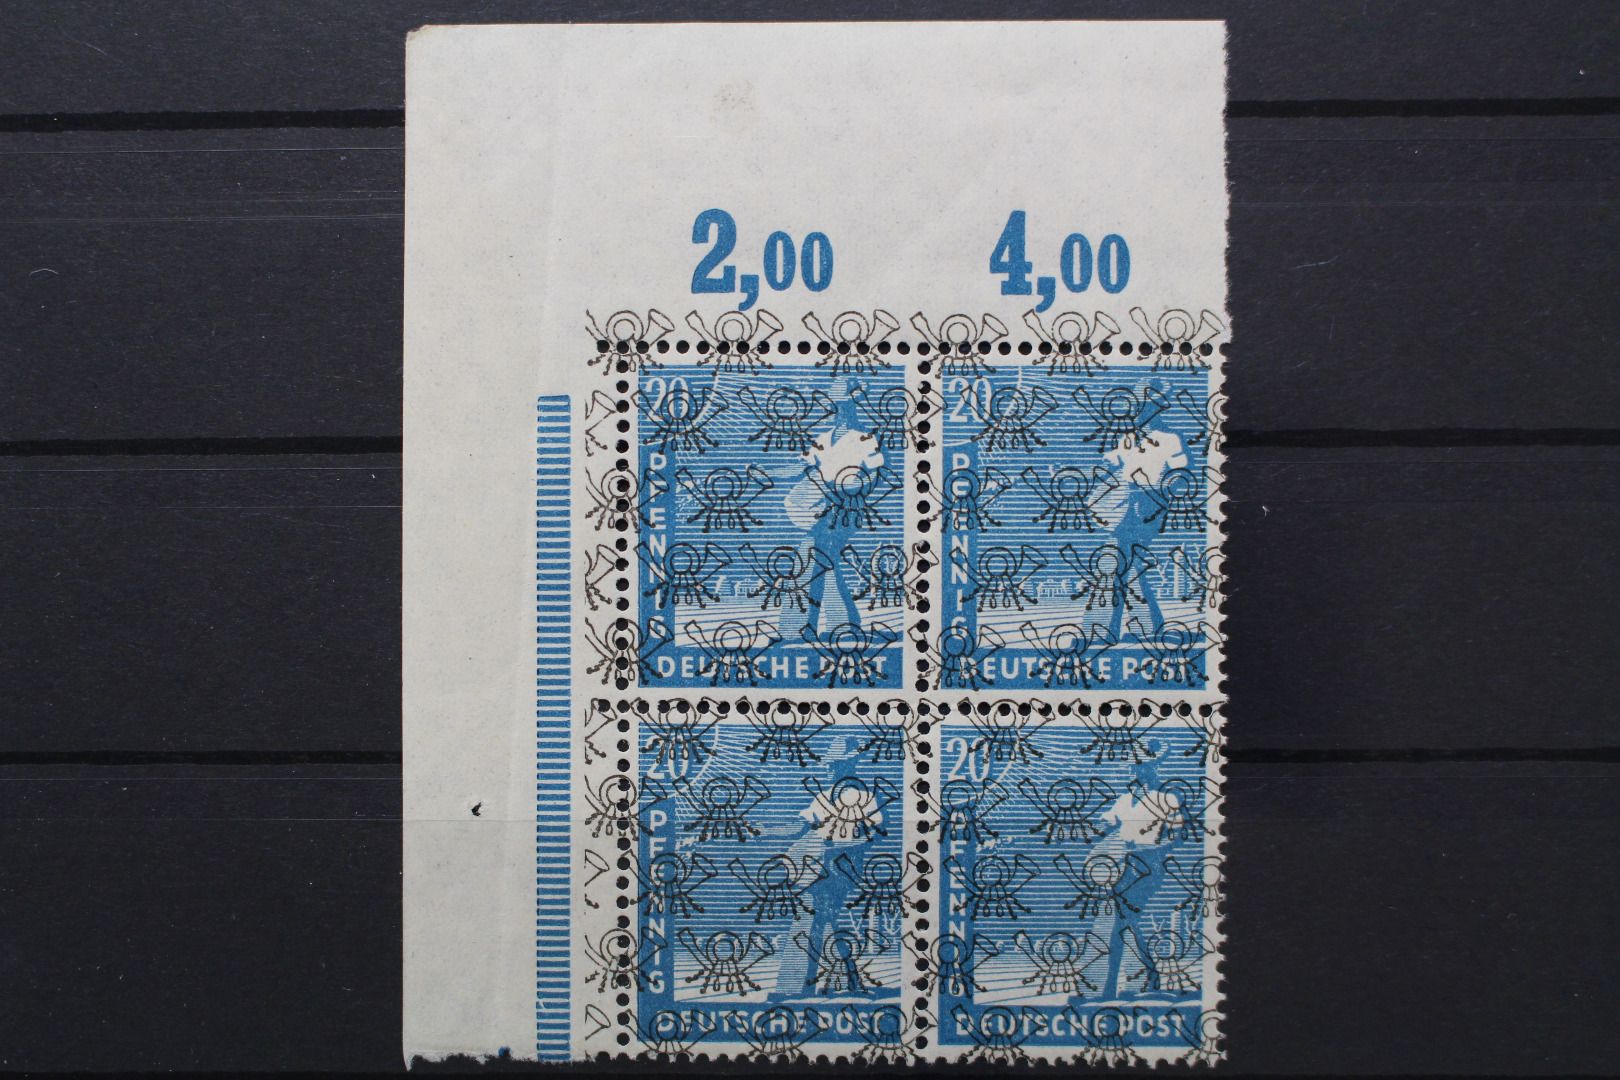 2,00 4,00
20 20
PFENNIG PFENNIG
DEUTSCHE POST DEUTSCHE POST
20 20
PFENNIG PFENNIG
DEUTSCHE POST DEUTSCHE POST